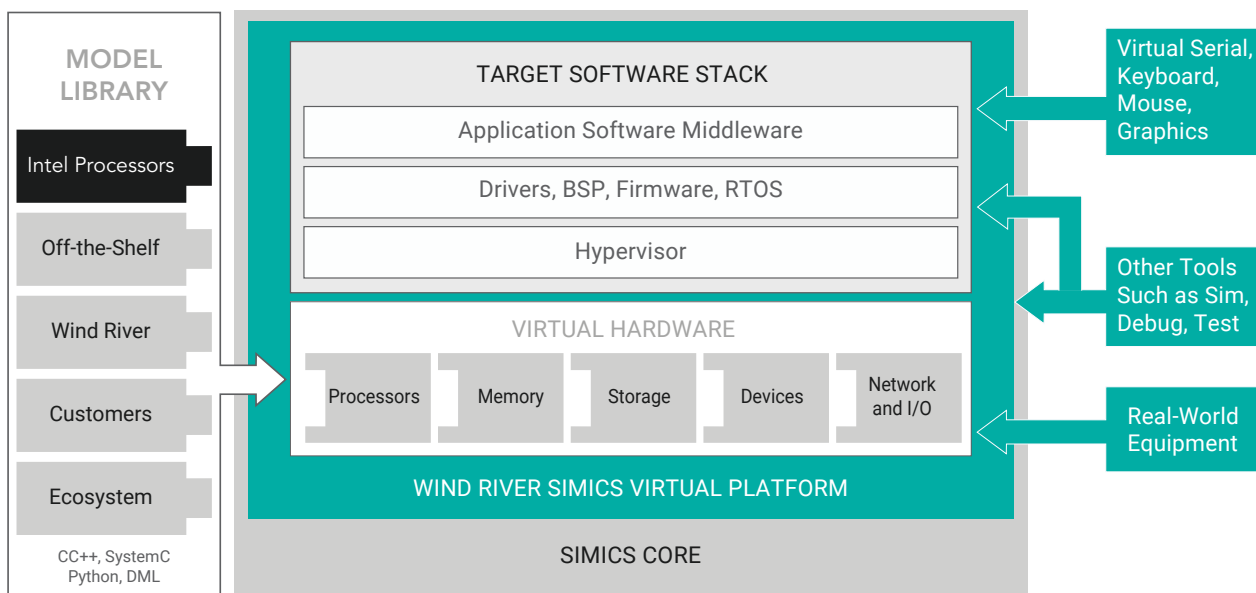 MODEL
LIBRARY
Intel Processors
Off-the-Shelf
Wind River
Customers
Ecosystem
CC++, SystemC
Python, DML
TARGET SOFTWARE STACK
Application Software Middleware
Drivers, BSP, Firmware, RTOS
Hypervisor
VIRTUAL HARDWARE
Processors
Memory
Storage
Devices
Network
and I/O
WIND RIVER SIMICS VIRTUAL PLATFORM
SIMICS CORE
Virtual Serial,
Keyboard,
Mouse,
Graphics
Other Tools
Such as Sim,
Debug, Test
Real-World
Equipment